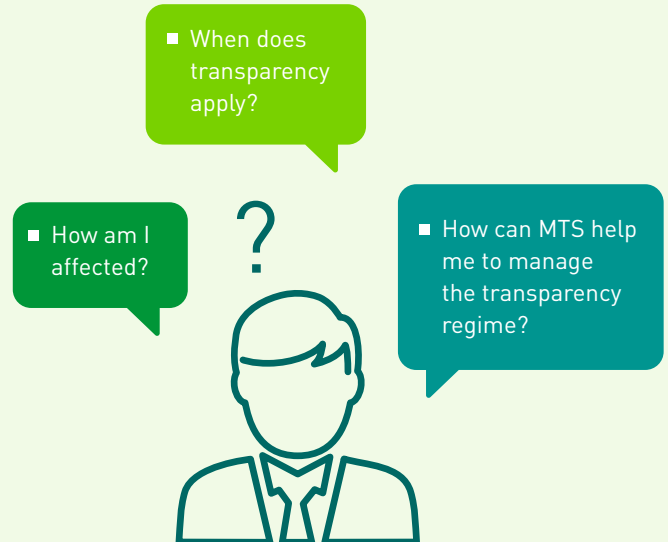 When does
transparency
apply?
How am I
affected?
?
How can MTS help
me to manage
the transparency
regime?